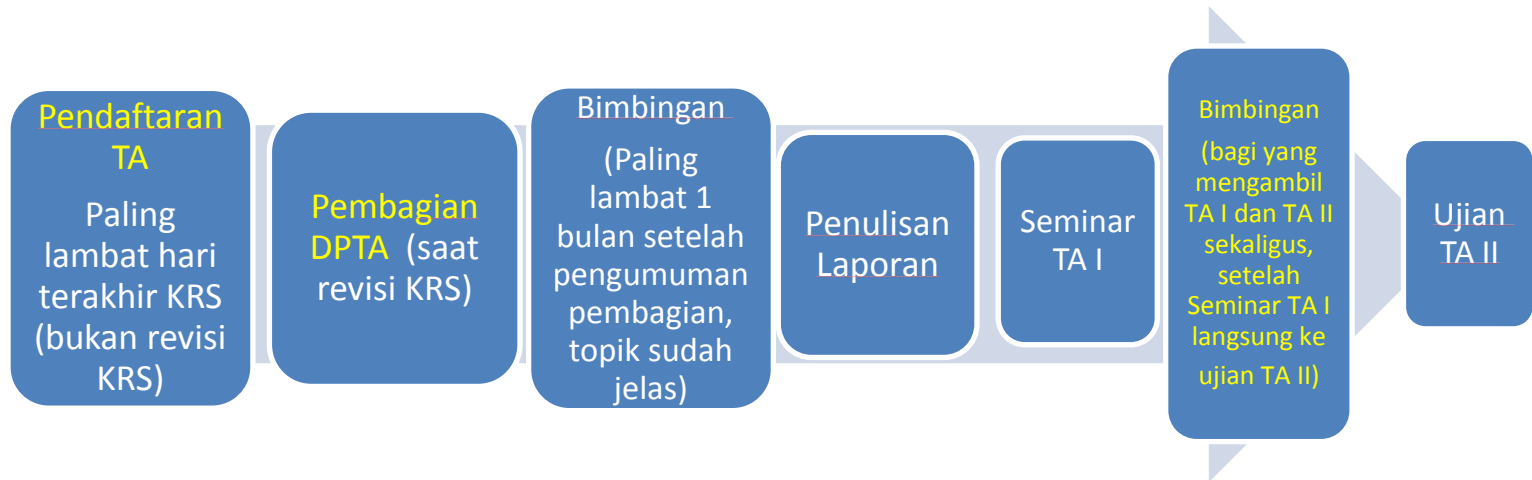 Pendaftaran
TA
Paling
lambat hari
terakhir KRS
(bukan revisi
KRS)
Pembagian
DPTA (saat
revisi KRS)
Bimbingan
(Paling
lambat 1
bulan setelah
pengumuman
pembagian,
topik sudah
jelas)
Penulisan
Laporan
Seminar
TA I
Bimbingan
(bagi yang
mengambil
TA I dan TA II
sekaligus,
setelah
Seminar TA I
langsung ke
ujian TA II)
Ujian
TA II